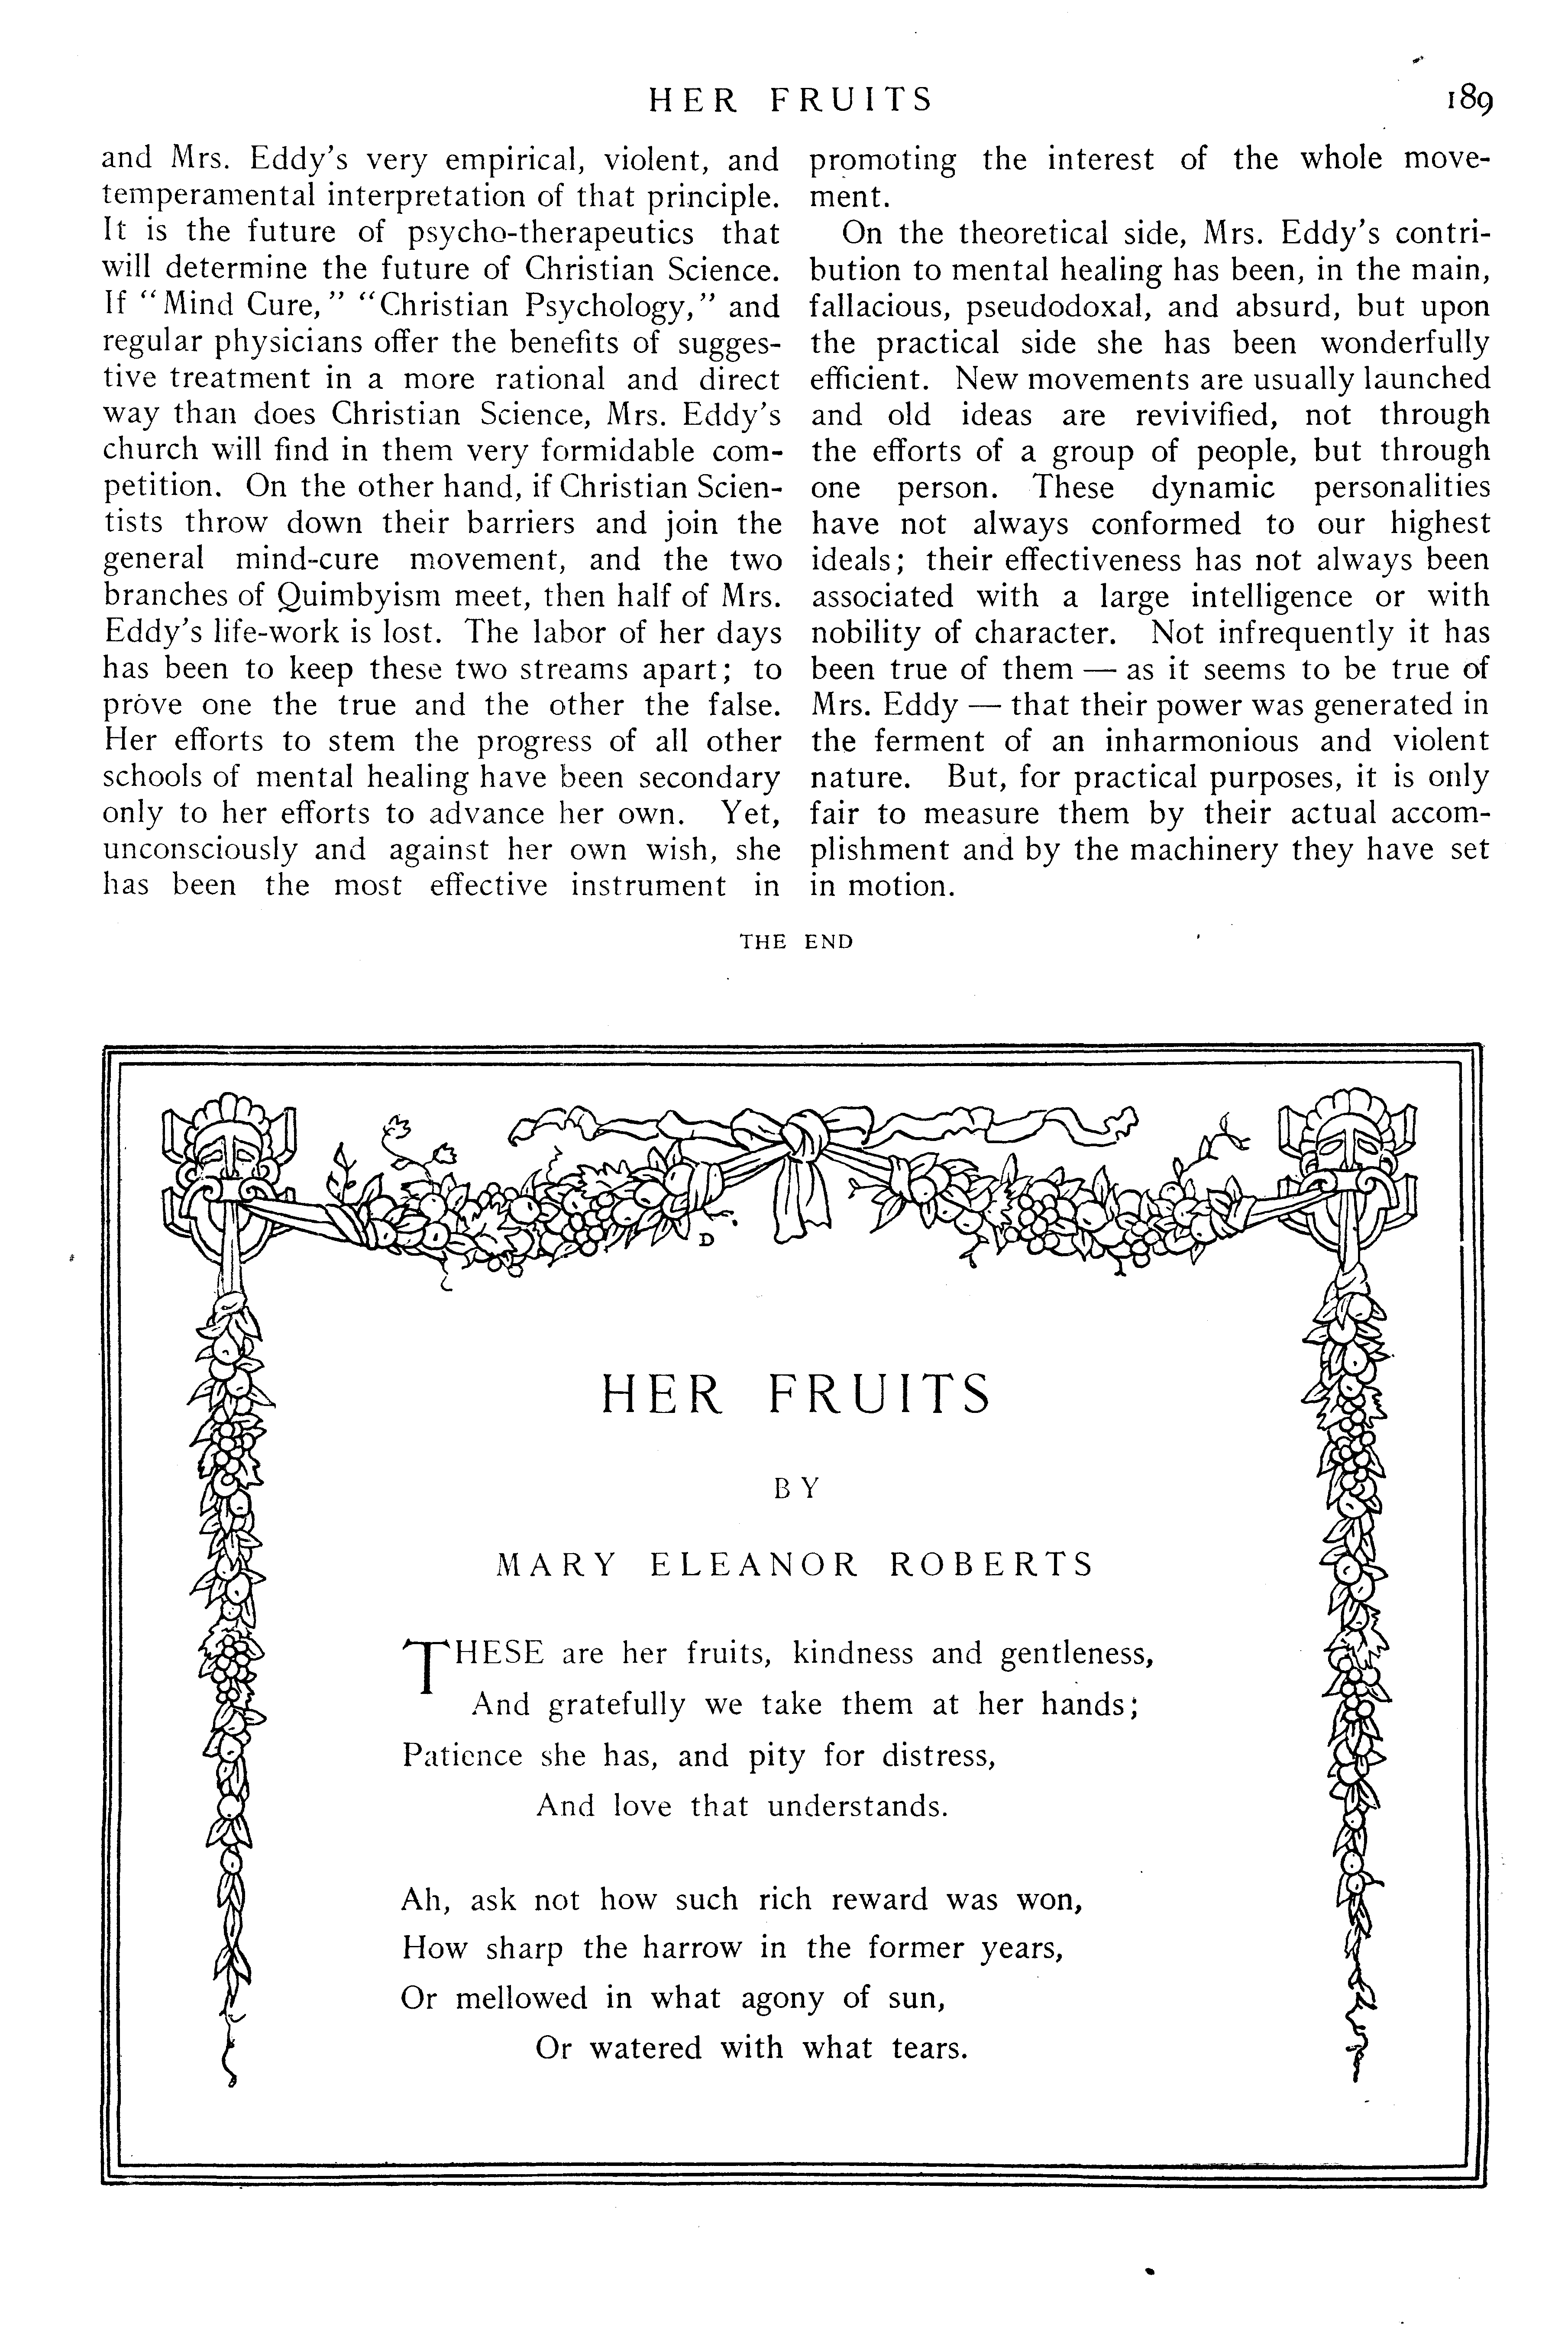 HER FRUITS
189
and Mrs. Eddy's very empirical, violent, and
temperamental interpretation of that principle.
It is the future of psycho-therapeutics that
will determine the future of Christian Science.
If "Mind Cure," "Christian Psychology," and
regular physicians offer the benefits of sugges-
tive treatment in a more rational and direct
way than does Christian Science, Mrs. Eddy's
church will find in them very formidable com-
petition. On the other hand, if Christian Scien-
tists throw down their barriers and join the
general mind-cure movement, and the two
branches of Quimbyism meet, then half of Mrs.
Eddy's life-work is lost. The labor of her days
has been to keep these two streams apart; to
prove one the true and the other the false.
Her efforts to stem the progress of all other
schools of mental healing have been secondary
only to her efforts to advance her own. Yet,
unconsciously and against her own wish, she
has been the most effective instrument in
promoting the interest of the whole move-
ment.
On the theoretical side, Mrs. Eddy's contri-
bution to mental healing has been, in the main,
fallacious, pseudodoxal, and absurd, but upon
the practical side she has been wonderfully
efficient. New movements are usually launched
and old ideas are revivified, not through
the efforts of a group of people, but through
one person. These dynamic personalities
have not always conformed to our highest
ideals; their effectiveness has not always been
associated with a large intelligence or with
nobility of character. Not infrequently it has
been true of them — as it seems to be true of
Mrs. Eddy — that their power was generated in
the ferment of an inharmonious and violent
nature. But, for practical purposes, it is only
fair to measure them by their actual accom-
plishment and by the machinery they have set
in motion.
THE END
D
HER FRUITS
BY
MARY ELEANOR ROBERTS
THESE are her fruits, kindness and gentleness,
And gratefully we take them at her hands;
Patience she has, and pity for distress,
And love that understands.
Ah, ask not how such rich reward was won,
How sharp the harrow in the former years,
Or mellowed in what agony of sun,
Or watered with what tears.